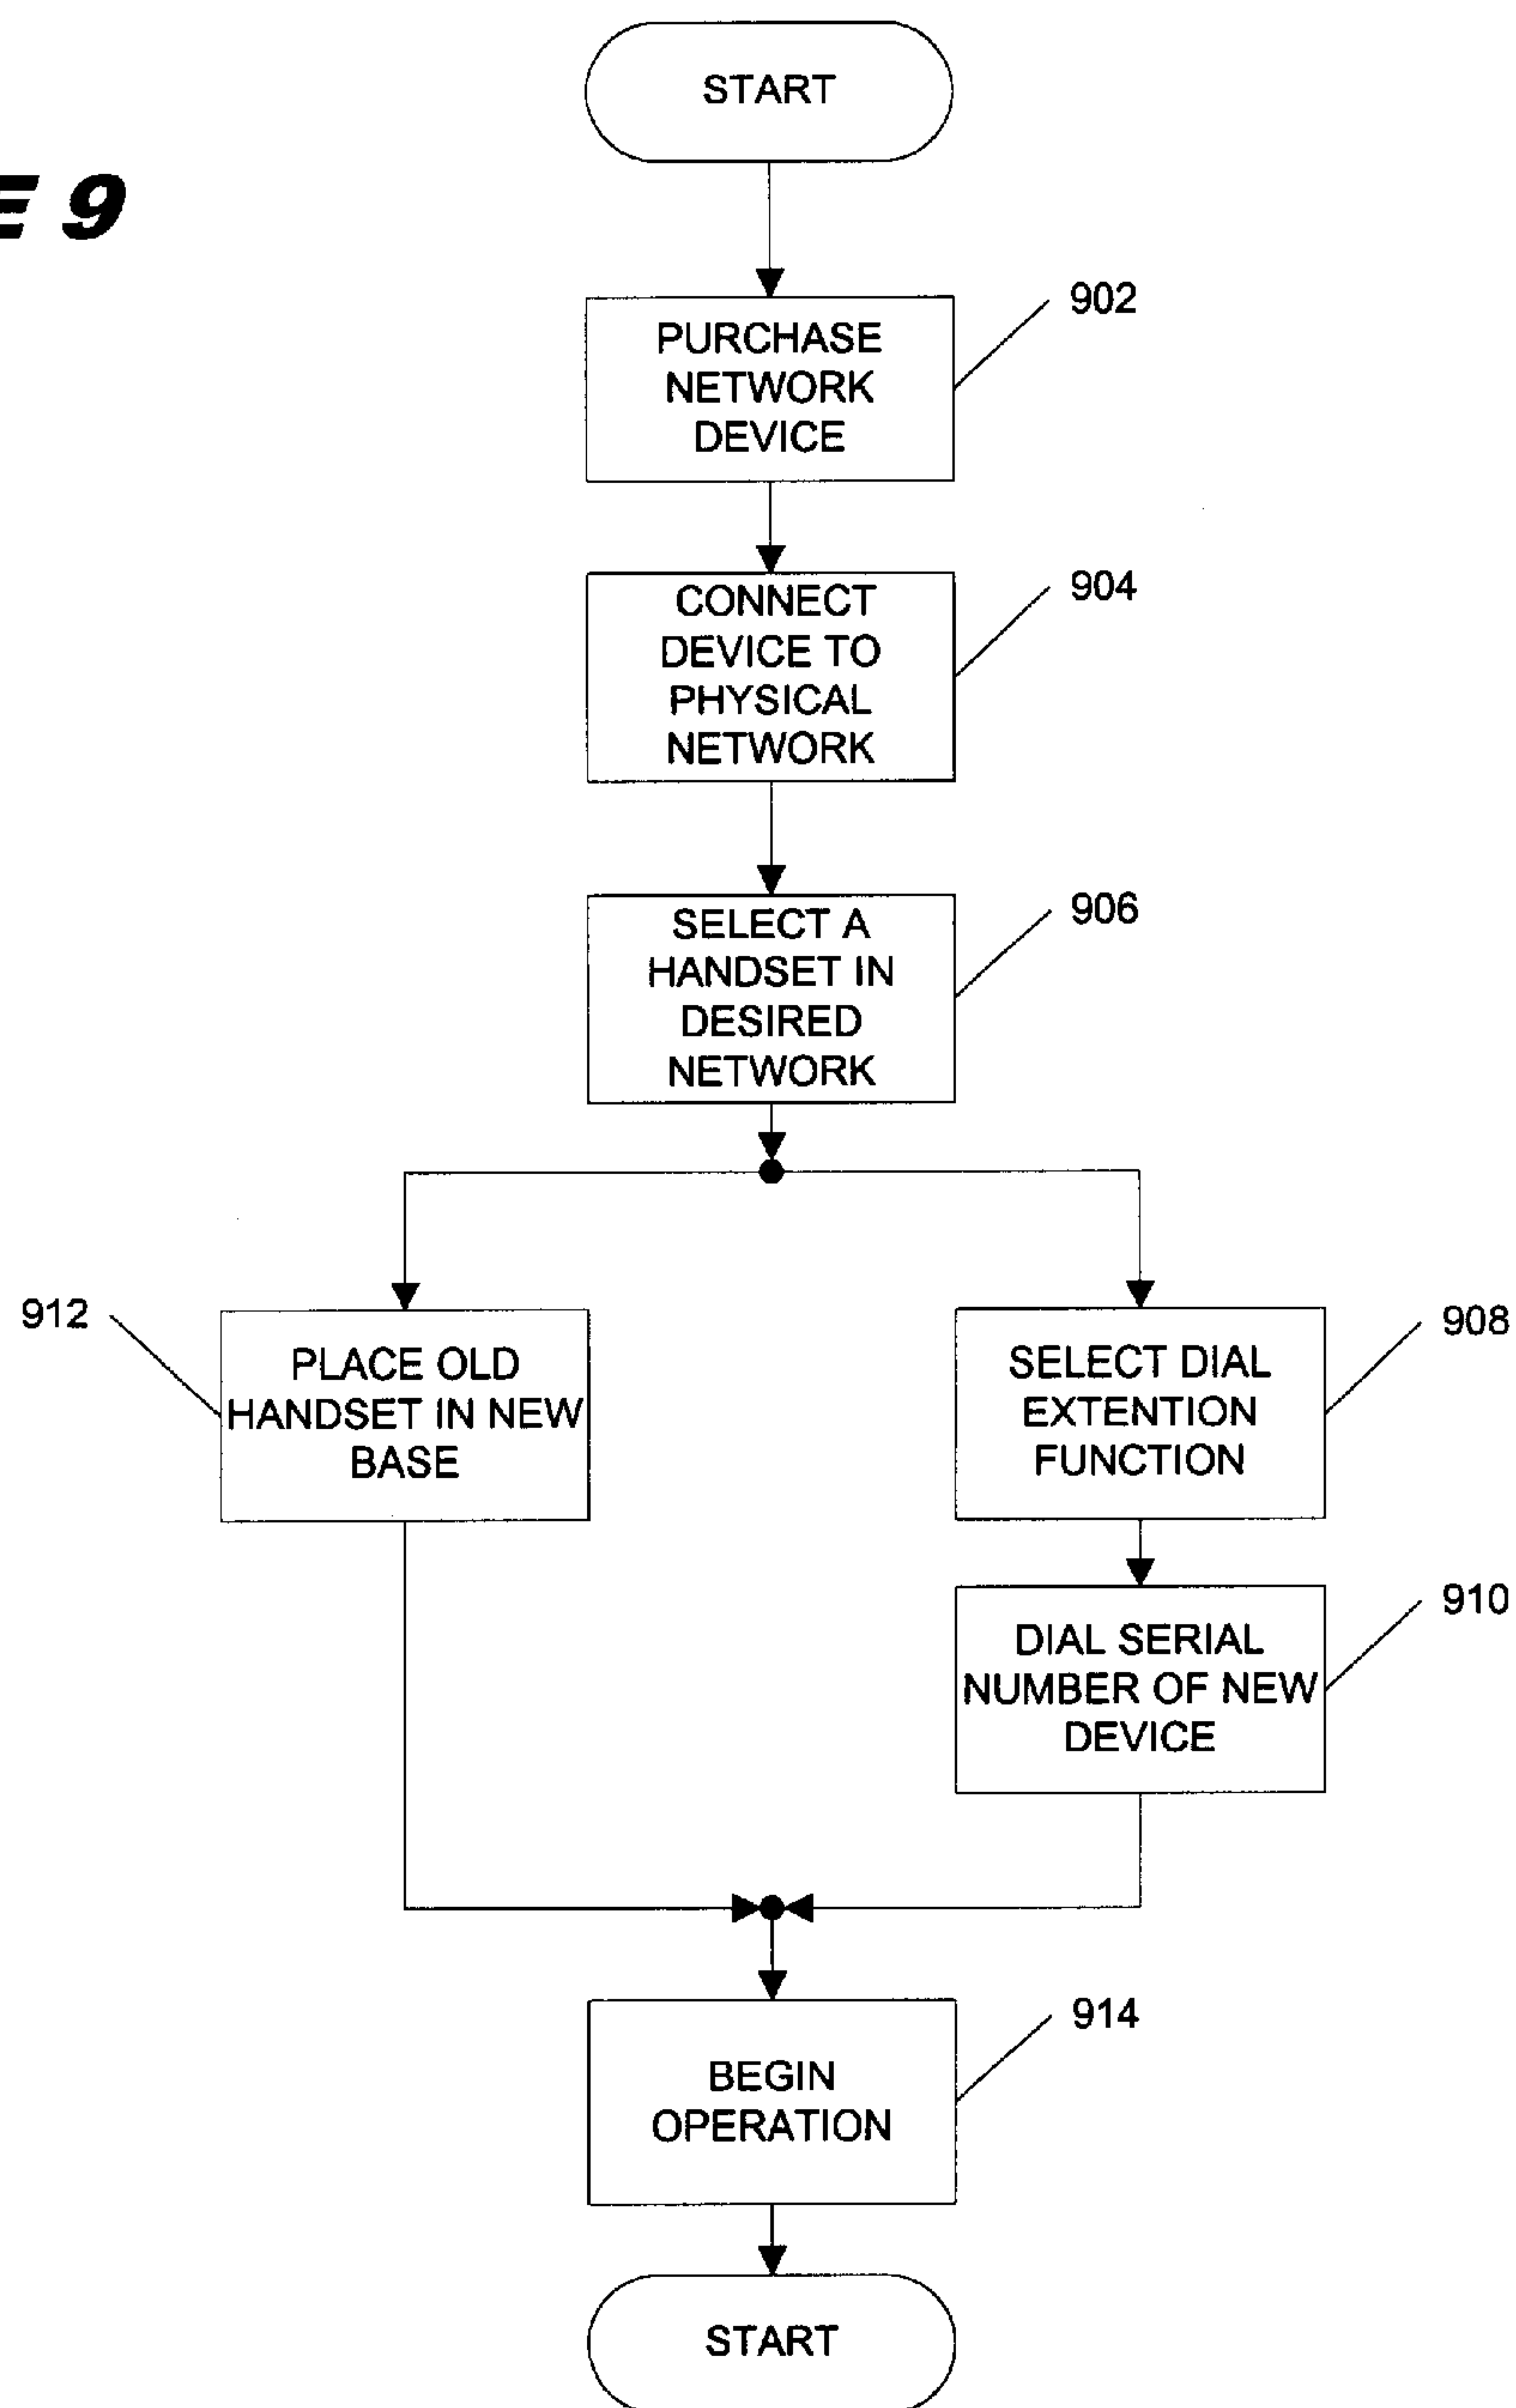 START
E 9
902
PURCHASE
NETWORK
DEVICE
904
CONNECT
DEVICE TO
PHYSICAL
NETWORK
906
SELECT A
HANDSET IN
DESIRED
NETWORK
912
PLACE OLD
HANDSET IN NEW
BASE
908
SELECT DIAL
EXTENTION
FUNCTION
910
DIAL SERIAL
NUMBER OF NEW
DEVICE
914
BEGIN
OPERATION
START